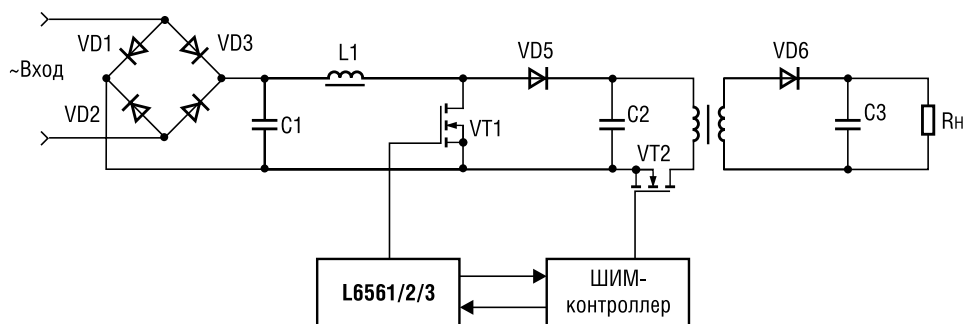 VD1
VD3
~Вход
VD2
L1
C1
VT1
VD5
C2
VT2
VD6
C3
Rн
L6561/2/3
ШИМ-
контроллер